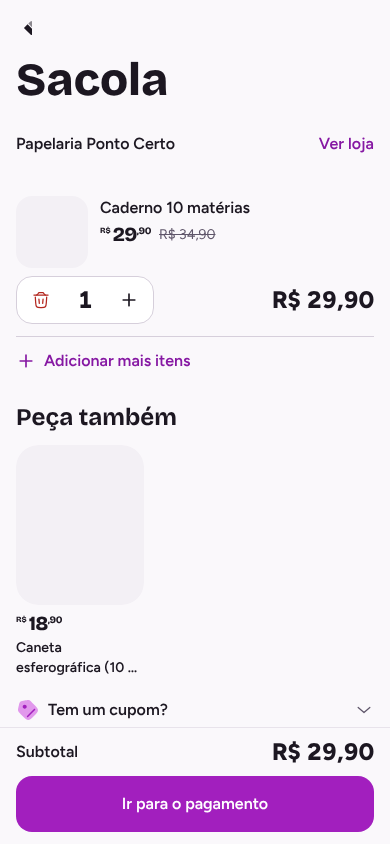 Sacola
Papelaria Ponto Certo
Ver loja
Caderno 10 matérias
R$ 29,90 R$ 34,90
1
R$ 29,90
Adicionar mais itens
Peça também
R$ 18,90
Caneta
esferográfica (10 ...
Tem um cupom?
Subtotal
R$ 29,90
Ir para o pagamento